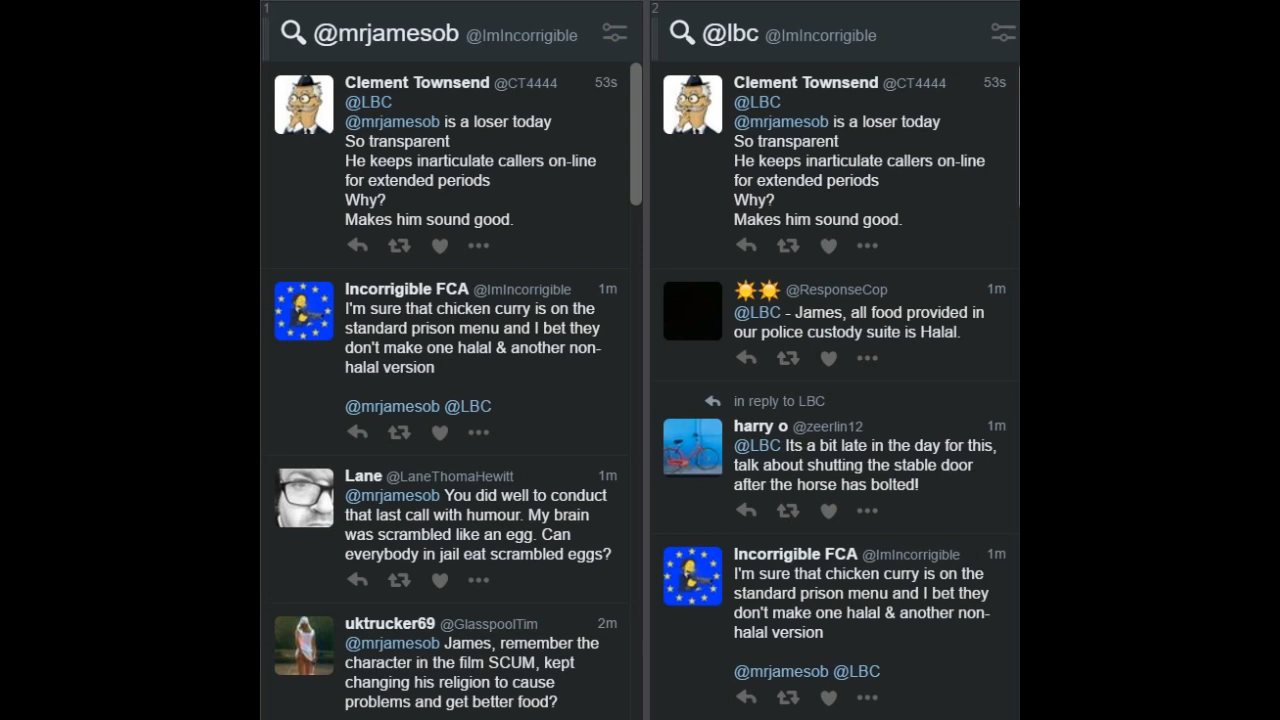 1
@mrjamesob @ImIncorrigible
Clement Townsend @CT4444 53s
@LBC
@mrjamesob is a loser today
So transparent
He keeps inarticulate callers on-line
for extended periods
Why?
Makes him sound good.
Incorrigible FCA @ImIncorrigible 1m
I'm sure that chicken curry is on the
standard prison menu and I bet they
don't make one halal & another non-
halal version
@mrjamesob @LBC
Lane @LaneThomaHewitt 1m
@mrjamesob You did well to conduct
that last call with humour. My brain
was scrambled like an egg. Can
everybody in jail eat scrambled eggs?
uktrucker69 @GlasspoolTim 2m
@mrjamesob James, remember the
character in the film SCUM, kept
changing his religion to cause
problems and get better food?
2
@lbc @ImIncorrigible
Clement Townsend @CT4444 53s
@LBC
@mrjamesob is a loser today
So transparent
He keeps inarticulate callers on-line
for extended periods
Why?
Makes him sound good.
☀️☀️ @ResponseCop 1m
@LBC - James, all food provided in
our police custody suite is Halal.
in reply to LBC
harry o @zeerlin12 1m
@LBC Its a bit late in the day for this,
talk about shutting the stable door
after the horse has bolted!
Incorrigible FCA @ImIncorrigible 1m
I'm sure that chicken curry is on the
standard prison menu and I bet they
don't make one halal & another non-
halal version
@mrjamesob @LBC